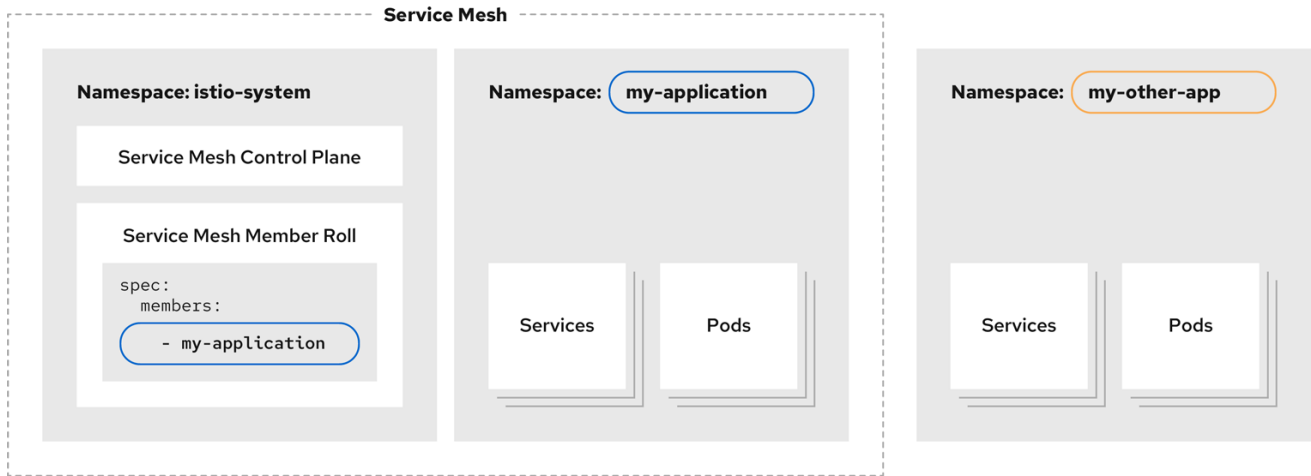 Service Mesh
Namespace: istio-system
Service Mesh Control Plane
Service Mesh Member Roll
spec:
  members:
    - my-application
Namespace: my-application
Services
Pods
Namespace: my-other-app
Services
Pods